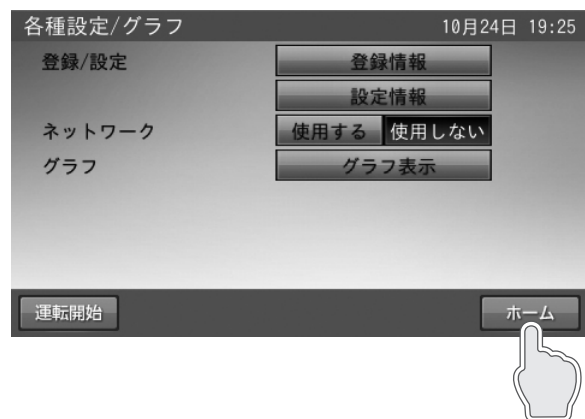 各種設定/グラフ 10月24日 19:25
登録/設定 登録情報
設定情報
ネットワーク 使用する 使用しない
グラフ グラフ表示
運転開始 ホーム